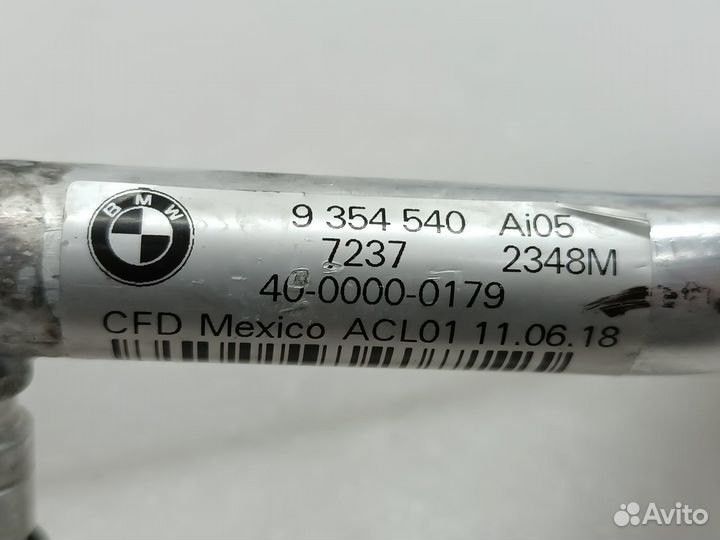 BMW
9 354 540 Ai05
7237 2348M
40-0000-0179
CFD Mexico ACL01 11.06.18
Avito